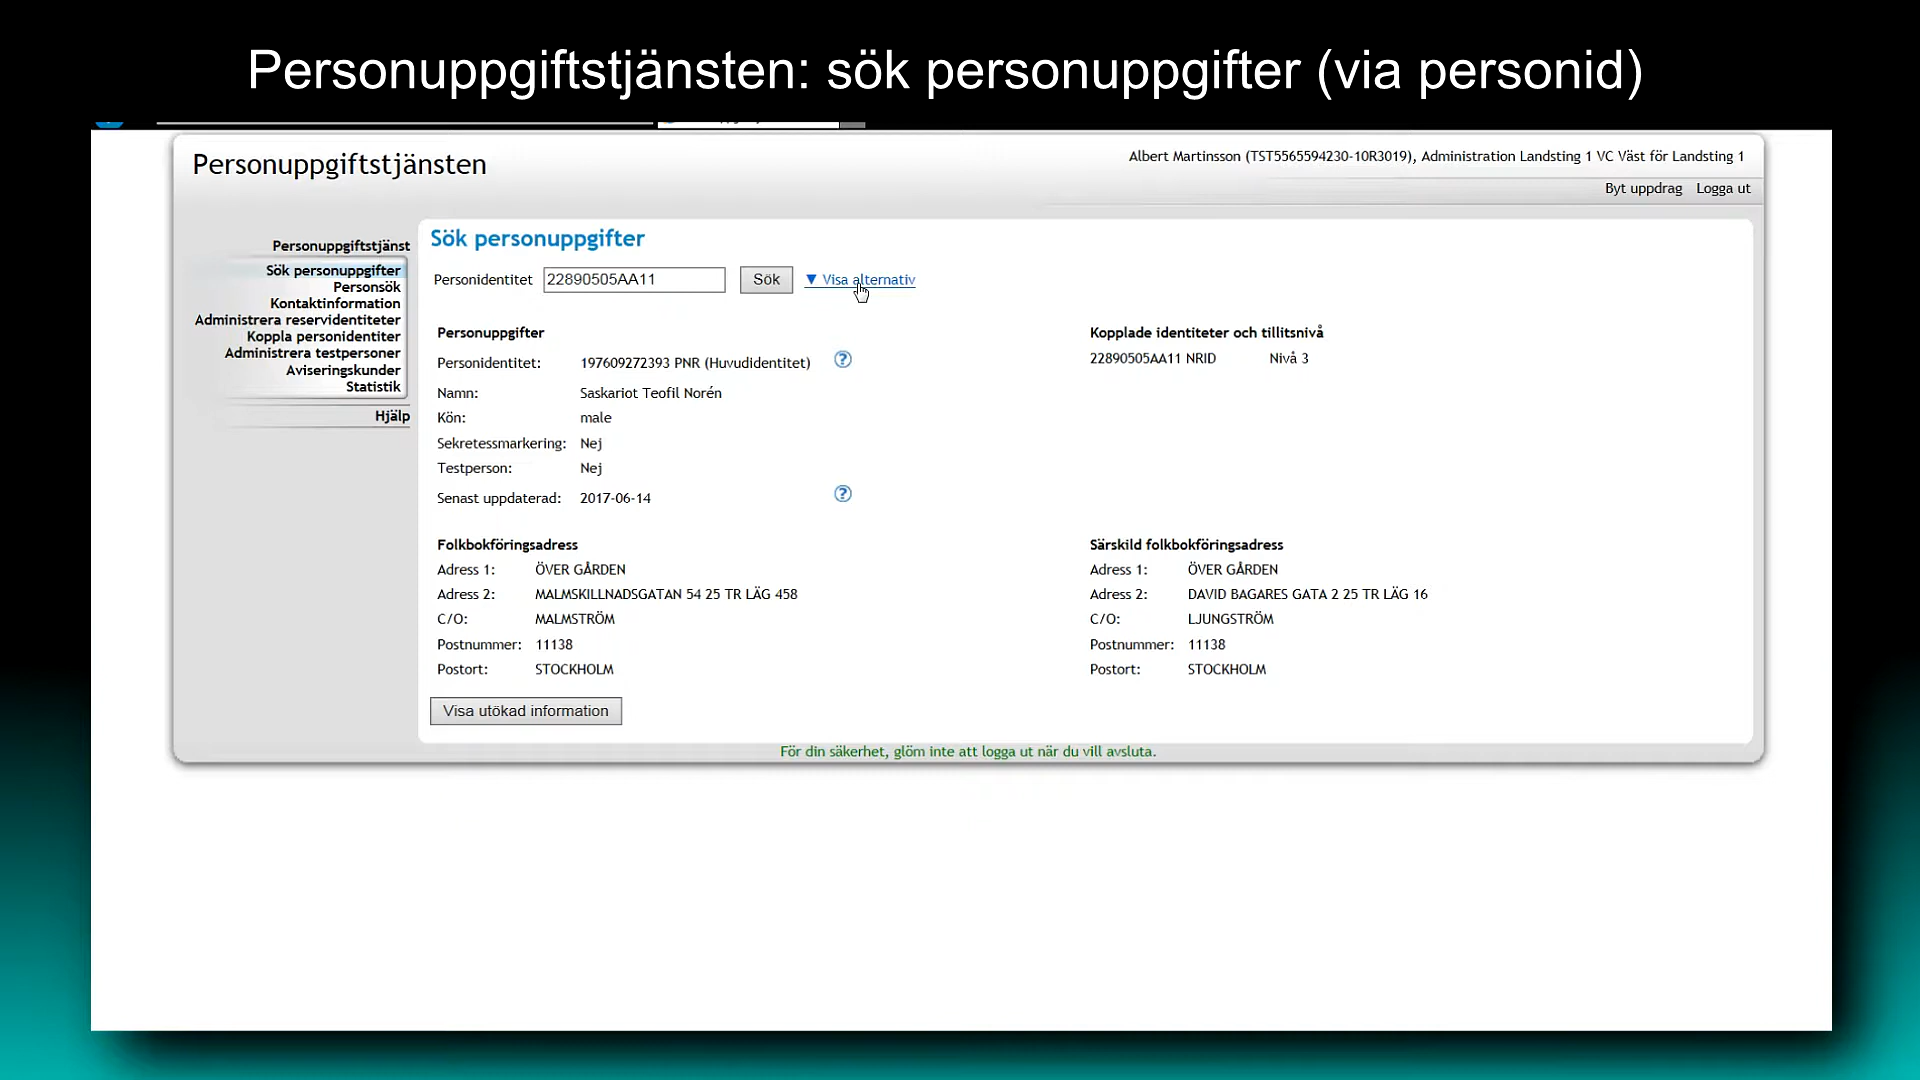 Personuppgiftstjänsten: sök personuppgifter (via personid)
Personuppgiftstjänsten
Albert Martinsson (TST5565594230-10R3019), Administration Landsting 1 VC Väst för Landsting 1
Byt uppdrag Logga ut
Personuppgiftstjänst
Sök personuppgifter
Personsök
Kontaktinformation
Administrera reservidentiteter
Koppla personidentiter
Administrera testpersoner
Aviseringskunder
Statistik
Hjälp
Sök personuppgifter
Personidentitet 22890505AA11 Sök ▼ Visa alternativ
Personuppgifter
Personidentitet: 197609272393 PNR (Huvudidentitet) ?
Namn: Saskariot Teofil Norén
Kön: male
Sekretessmarkering: Nej
Testperson: Nej
Senast uppdaterad: 2017-06-14 ?
Kopplade identiteter och tillitsnivå
22890505AA11 NRID Nivå 3
Folkbokföringsadress
Adress 1: ÖVER GÅRDEN
Adress 2: MALMSKILLNADSGATAN 54 25 TR LÄG 458
C/O: MALMSTRÖM
Postnummer: 11138
Postort: STOCKHOLM
Särskild folkbokföringsadress
Adress 1: ÖVER GÅRDEN
Adress 2: DAVID BAGARES GATA 2 25 TR LÄG 16
C/O: LJUNGSTRÖM
Postnummer: 11138
Postort: STOCKHOLM
Visa utökad information
För din säkerhet, glöm inte att logga ut när du vill avsluta.